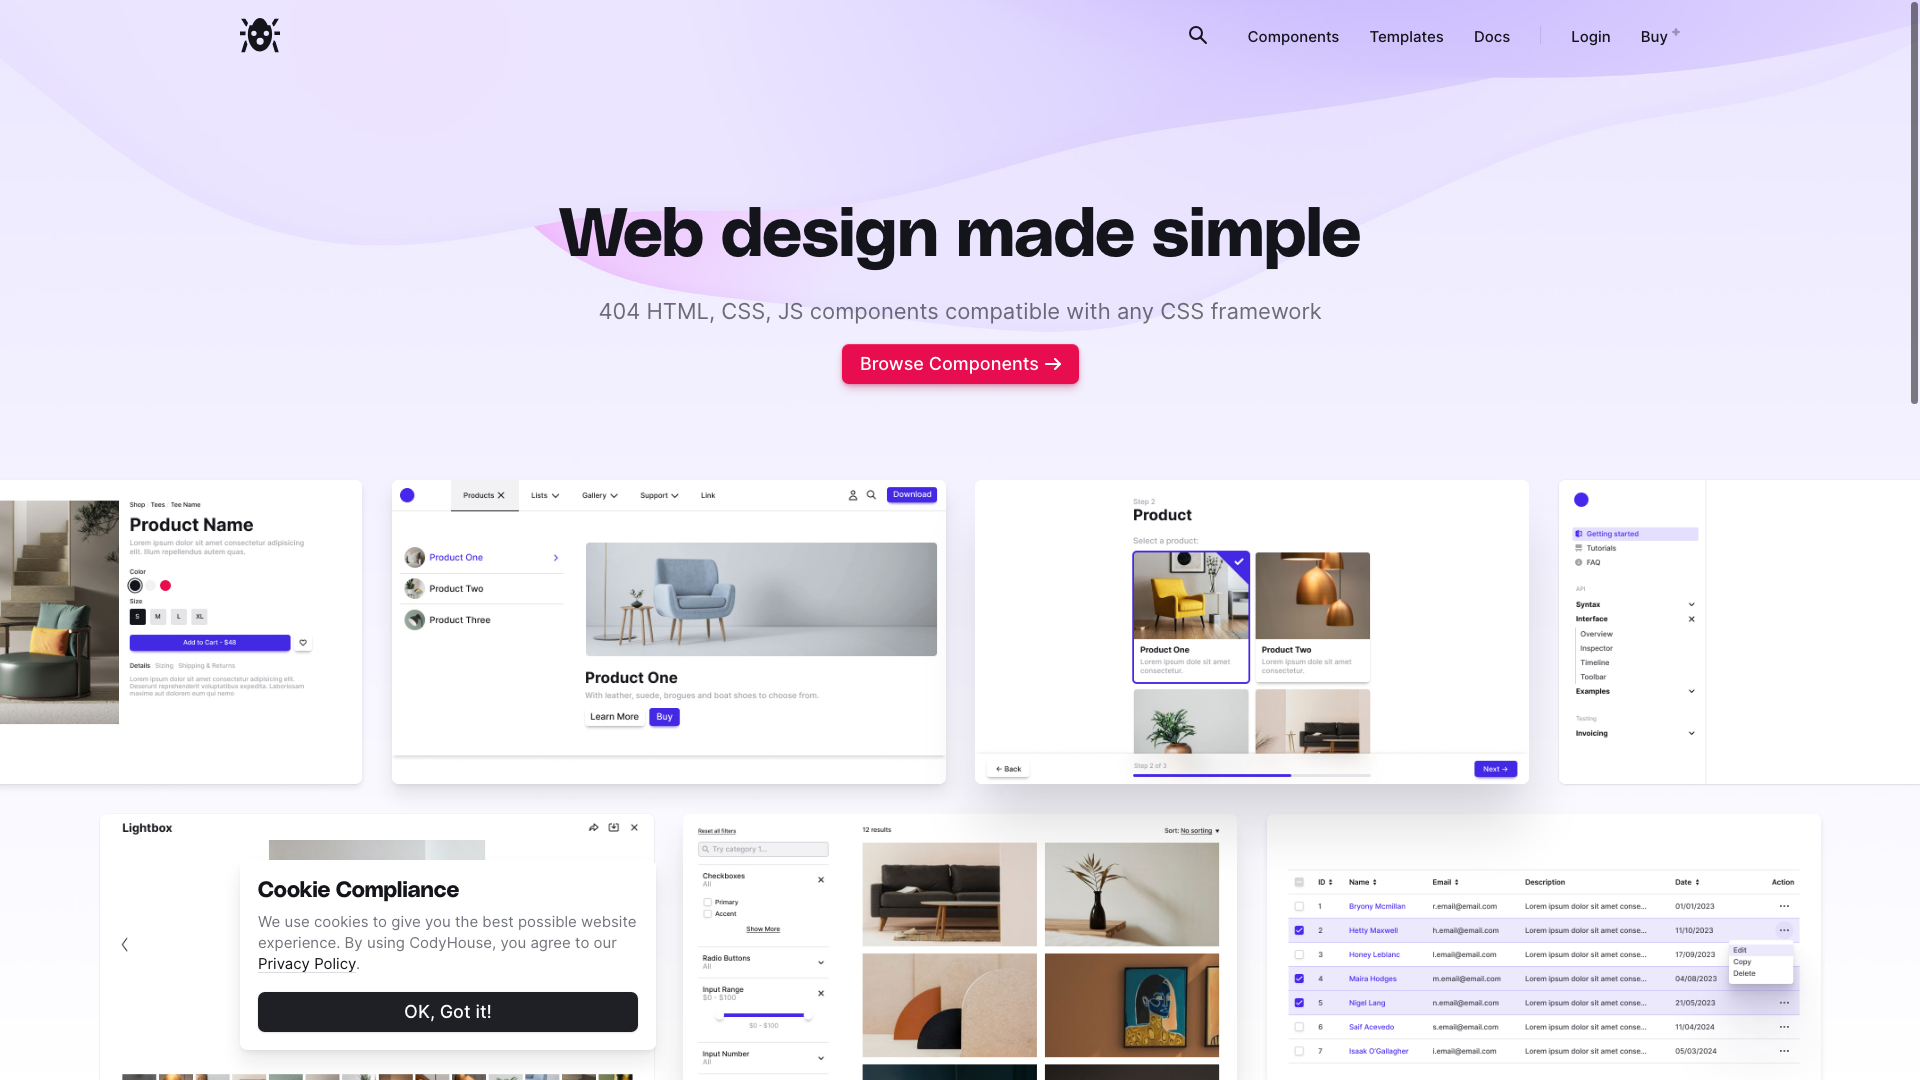 Components
Templates
Docs
Login
Buy +
Web design made simple
404 HTML, CSS, JS components compatible with any CSS framework
Browse Components →
Shop Tees Tee Name
Product Name
Lorem ipsum dolor sit amet consectetur adipisicing
elit. Illum repellendus autem quas.
Color
Size
S M L XL
Add to Cart - $48
Details Sizing Shipping & Returns
Lorem ipsum dolor sit amet consectetur adipisicing elit.
Deserunt reprehenderit voluptatibus expedita. Laboriosam
maxime aut dolorem eum qui nemo
Products Lists Gallery Support Link
Download
Product One
Product Two
Product Three
Product One
With leather, suede, brogues and boat shoes to choose from.
Learn More Buy
Step 2
Product
Select a product:
Product One
Lorem ipsum dole sit amet
consectetur.
Product Two
Lorem ipsum dole sit amet
consectetur.
← Back
Step 2 of 3
Next →
Getting started
Tutorials
FAQ
API
Syntax
Interface
Overview
Inspector
Timeline
Toolbar
Examples
Testing
Invoicing
Lightbox
Cookie Compliance
We use cookies to give you the best possible website
experience. By using CodyHouse, you agree to our
Privacy Policy.
OK, Got it!
Reset all filters
Try category 1...
Checkboxes
All
Primary
Accent
Show More
Radio Buttons
All
Input Range
$0 - $100
$0 - $100
Input Number
All
12 results
Sort: No sorting
ID Name Email Description Date Action
1 Bryony Mcmillan r.email@email.com Lorem ipsum dolor sit amet conse... 01/01/2023
2 Hetty Maxwell h.email@email.com Lorem ipsum dolor sit amet conse... 11/10/2023
3 Honey Leblanc l.email@email.com Lorem ipsum dolor sit amet conse... 17/09/2023
4 Maira Hodges m.email@email.com Lorem ipsum dolor sit amet conse... 04/08/2023
5 Nigel Lang n.email@email.com Lorem ipsum dolor sit amet conse... 21/05/2023
6 Saif Acevedo s.email@email.com Lorem ipsum dolor sit amet conse... 11/04/2024
7 Isaak O'Gallagher i.email@email.com Lorem ipsum dolor sit amet conse... 05/03/2024
Edit
Copy
Delete